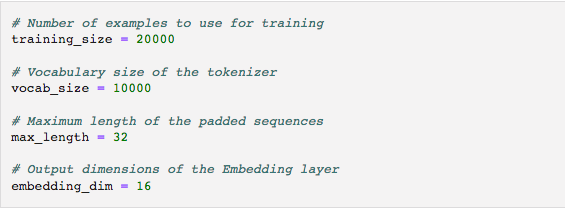 # Number of examples to use for training
training_size = 20000
# Vocabulary size of the tokenizer
vocab_size = 10000
# Maximum length of the padded sequences
max_length = 32
# Output dimensions of the Embedding layer
embedding_dim = 16